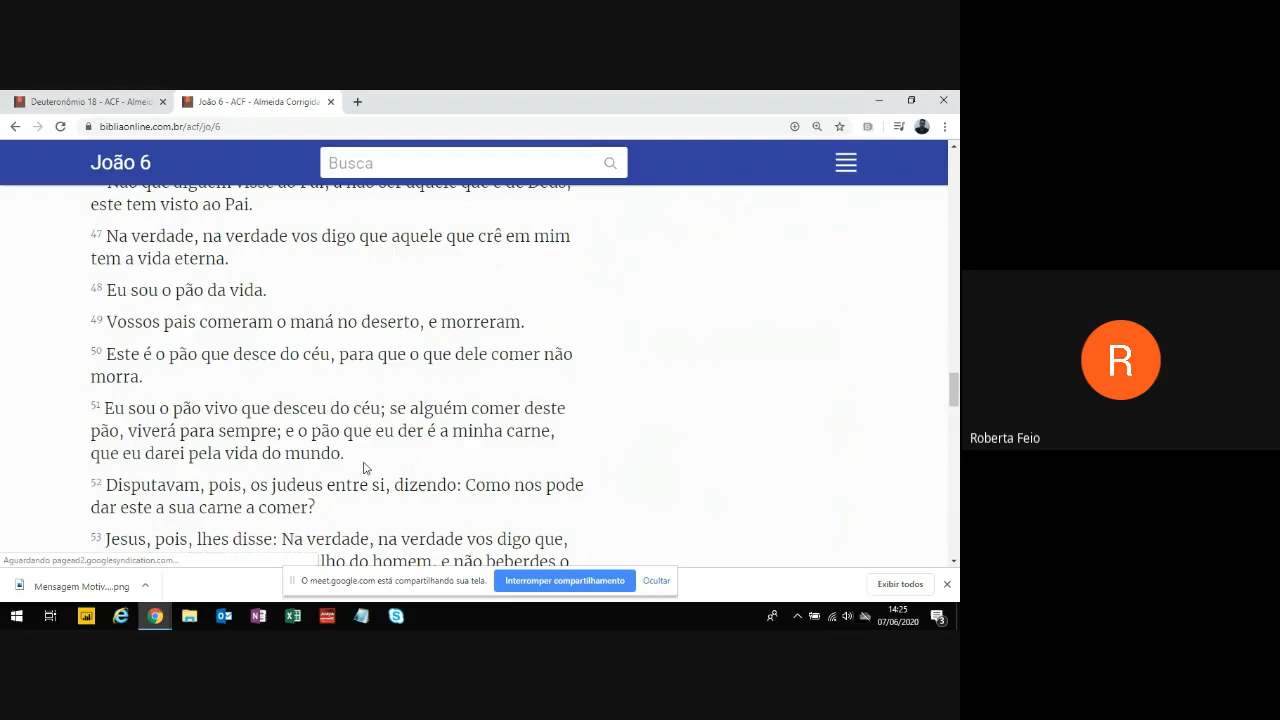 Deuteronômio 18 - ACF - Almei
João 6 - ACF - Almeida Corrigida
bibliaonline.com.br/acf/jo/6
João 6
Busca
este tem visto ao Pai.
47 Na verdade, na verdade vos digo que aquele que crê em mim
tem a vida eterna.
48 Eu sou o pão da vida.
49 Vossos pais comeram o maná no deserto, e morreram.
50 Este é o pão que desce do céu, para que o que dele comer não
morra.
51 Eu sou o pão vivo que desceu do céu; se alguém comer deste
pão, viverá para sempre; e o pão que eu der é a minha carne,
que eu darei pela vida do mundo.
52 Disputavam, pois, os judeus entre si, dizendo: Como nos pode
dar este a sua carne a comer?
53 Jesus, pois, lhes disse: Na verdade, na verdade vos digo que,
lho do homem, e não beberdes o
Aguardando pagead2.googlesyndication.com...
Mensagem Motiv....png
O meet.google.com está compartilhando sua tela.
Interromper compartilhamento
Ocultar
Exibir todos
14:25
07/06/2020
3
R
Roberta Feio